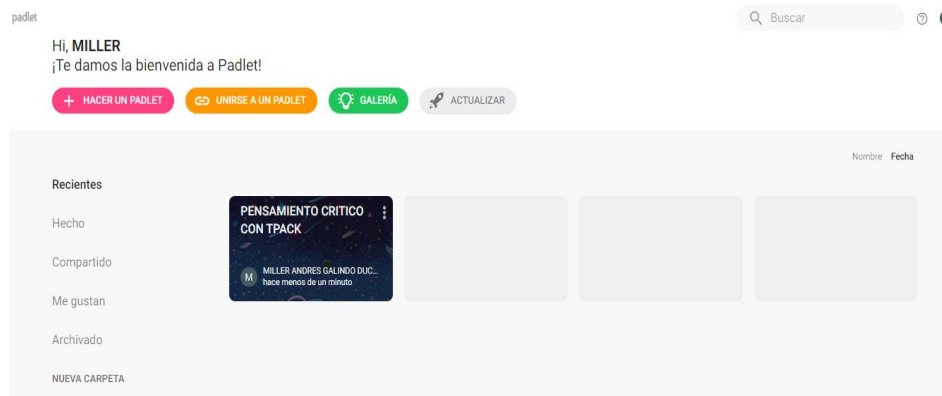 padlet
Buscar
Hi, MILLER
¡Te damos la bienvenida a Padlet!
HACER UN PADLET
UNIRSE A UN PADLET
GALERÍA
ACTUALIZAR
Nombre Fecha
Recientes
Hecho
Compartido
Me gustan
Archivado
NUEVA CARPETA
PENSAMIENTO CRITICO
CON TPACK
M
MILLER ANDRES GALINDO DUC...
hace menos de un minuto